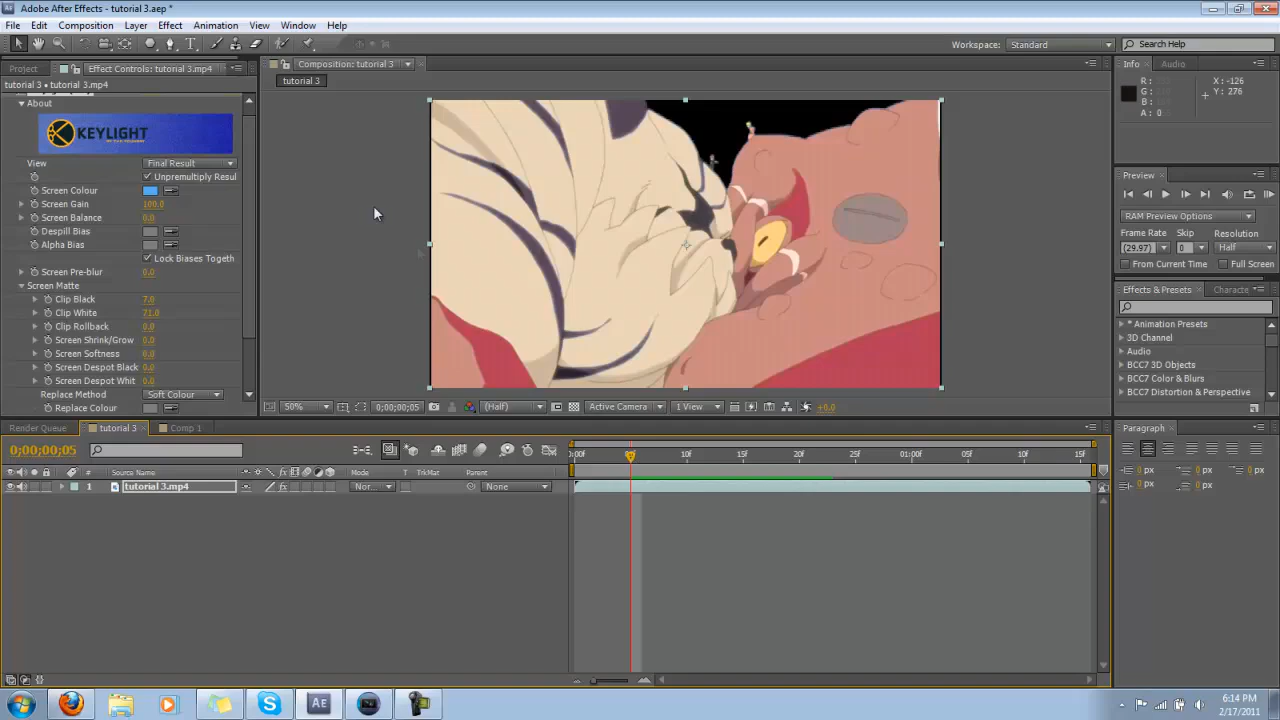 Adobe After Effects - tutorial 3.aep *
File Edit Composition Layer Effect Animation View Window Help
Workspace: Standard Search Help
Project Effect Controls: tutorial 3.mp4 Composition: tutorial 3 Info Audio
tutorial 3 • tutorial 3.mp4 tutorial 3
R: X: -126
G: Y: 276
B:
A: 0
About
KEYLIGHT
View Final Result
Unpremultiply Resul
Screen Colour
Screen Gain 100.0
Screen Balance 0.0
Despill Bias
Alpha Bias
Lock Biases Togeth
Screen Pre-blur 0.0
Screen Matte
Clip Black 7.0
Clip White 71.0
Clip Rollback 0.0
Screen Shrink/Grow 0.0
Screen Softness 0.0
Screen Despot Black 0.0
Screen Despot Whit 0.0
Replace Method Soft Colour
Replace Colour
Preview
RAM Preview Options
Frame Rate Skip Resolution
(29.97) 0 Half
From Current Time Full Screen
Effects & Presets Characte
* Animation Presets
3D Channel
Audio
BCC7 3D Objects
BCC7 Color & Blurs
BCC7 Distortion & Perspective
50% 0;00;00;05 (Half) Active Camera 1 View +0.0
Render Queue tutorial 3 Comp 1 Paragraph
0;00;00;05 0:00f 05f 10f 15f 20f 25f 01:00f 05f 10f 15f
# Source Name Mode T TrkMat Parent
1 tutorial 3.mp4 Nor... None
0 px 0 px 0 px
0 px 0 px
Ae
6:14 PM
2/17/2011